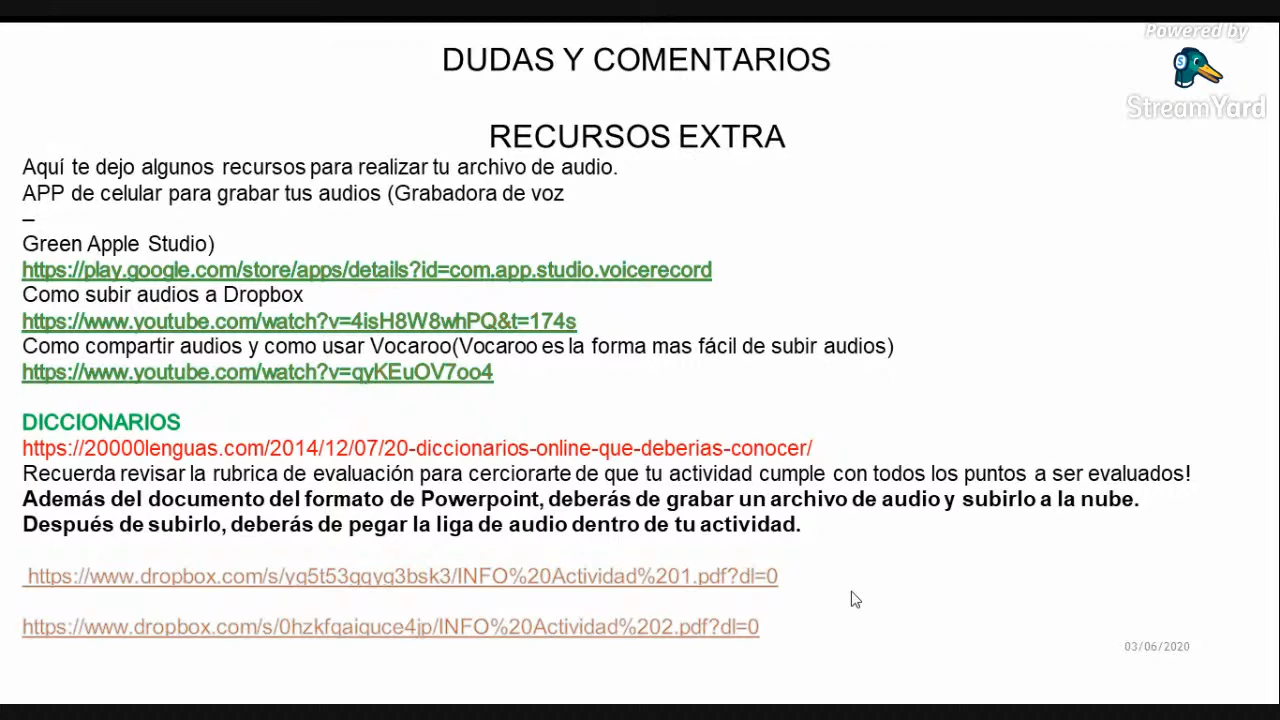 Powered by
StreamYard
DUDAS Y COMENTARIOS
RECURSOS EXTRA
Aquí te dejo algunos recursos para realizar tu archivo de audio.
APP de celular para grabar tus audios (Grabadora de voz
–
Green Apple Studio)
https://play.google.com/store/apps/details?id=com.app.studio.voicerecord
Como subir audios a Dropbox
https://www.youtube.com/watch?v=4isH8W8whPQ&t=174s
Como compartir audios y como usar Vocaroo(Vocaroo es la forma mas fácil de subir audios)
https://www.youtube.com/watch?v=qyKEuOV7oo4
DICCIONARIOS
https://20000lenguas.com/2014/12/07/20-diccionarios-online-que-deberias-conocer/
Recuerda revisar la rubrica de evaluación para cerciorarte de que tu actividad cumple con todos los puntos a ser evaluados!
Además del documento del formato de Powerpoint, deberás de grabar un archivo de audio y subirlo a la nube.
Después de subirlo, deberás de pegar la liga de audio dentro de tu actividad.
https://www.dropbox.com/s/yq5t53gqyg3bsk3/INFO%20Actividad%201.pdf?dl=0
https://www.dropbox.com/s/0hzkfqaiquce4jp/INFO%20Actividad%202.pdf?dl=0
03/06/2020